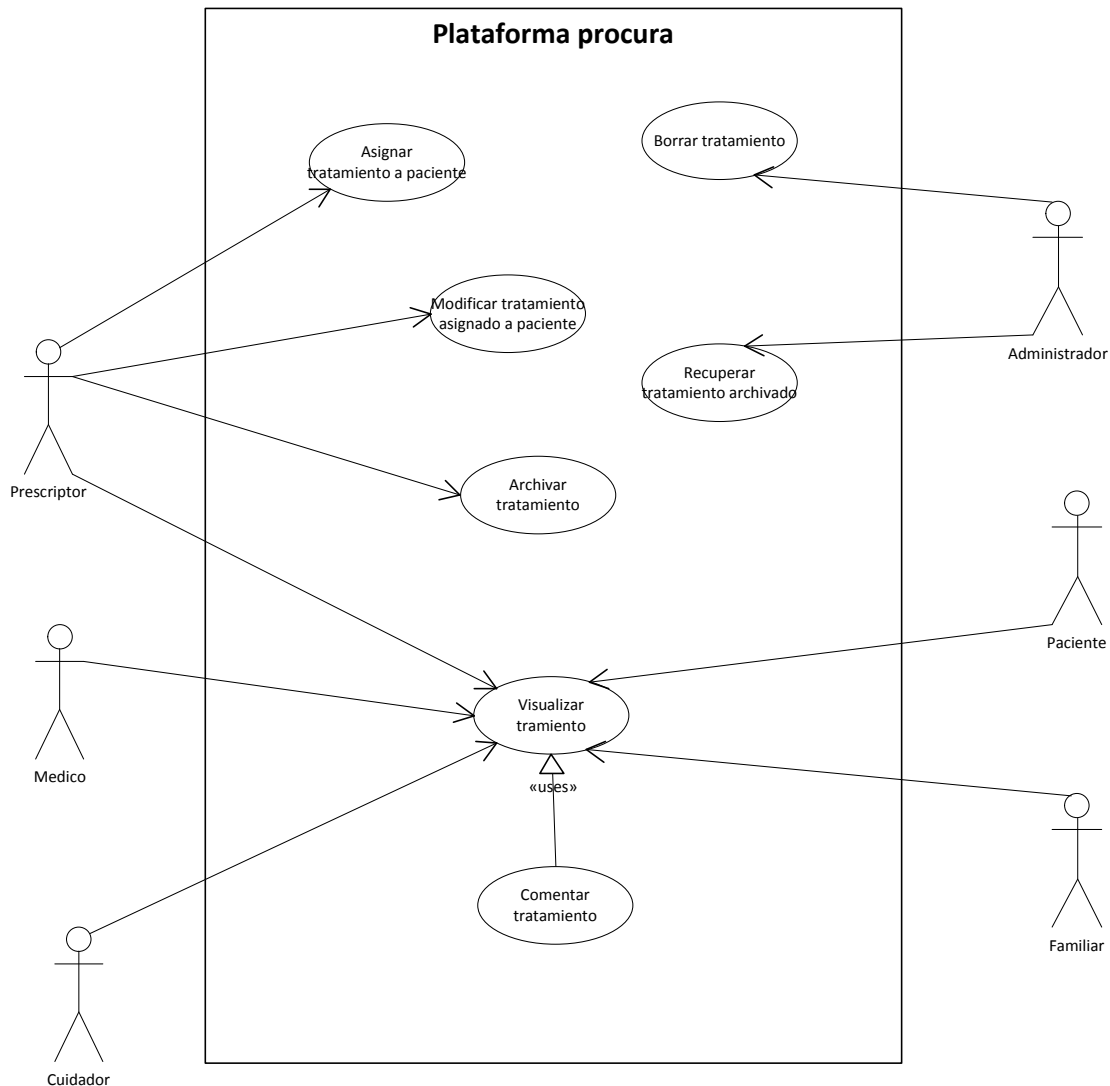 Plataforma procura
Asignar
tratamiento a paciente
Borrar tratamiento
Modificar tratamiento
asignado a paciente
Administrador
Recuperar
tratamiento archivado
Prescriptor
Archivar
tratamiento
Paciente
Visualizar
tramiento
Medico
«uses»
Comentar
tratamiento
Familiar
Cuidador